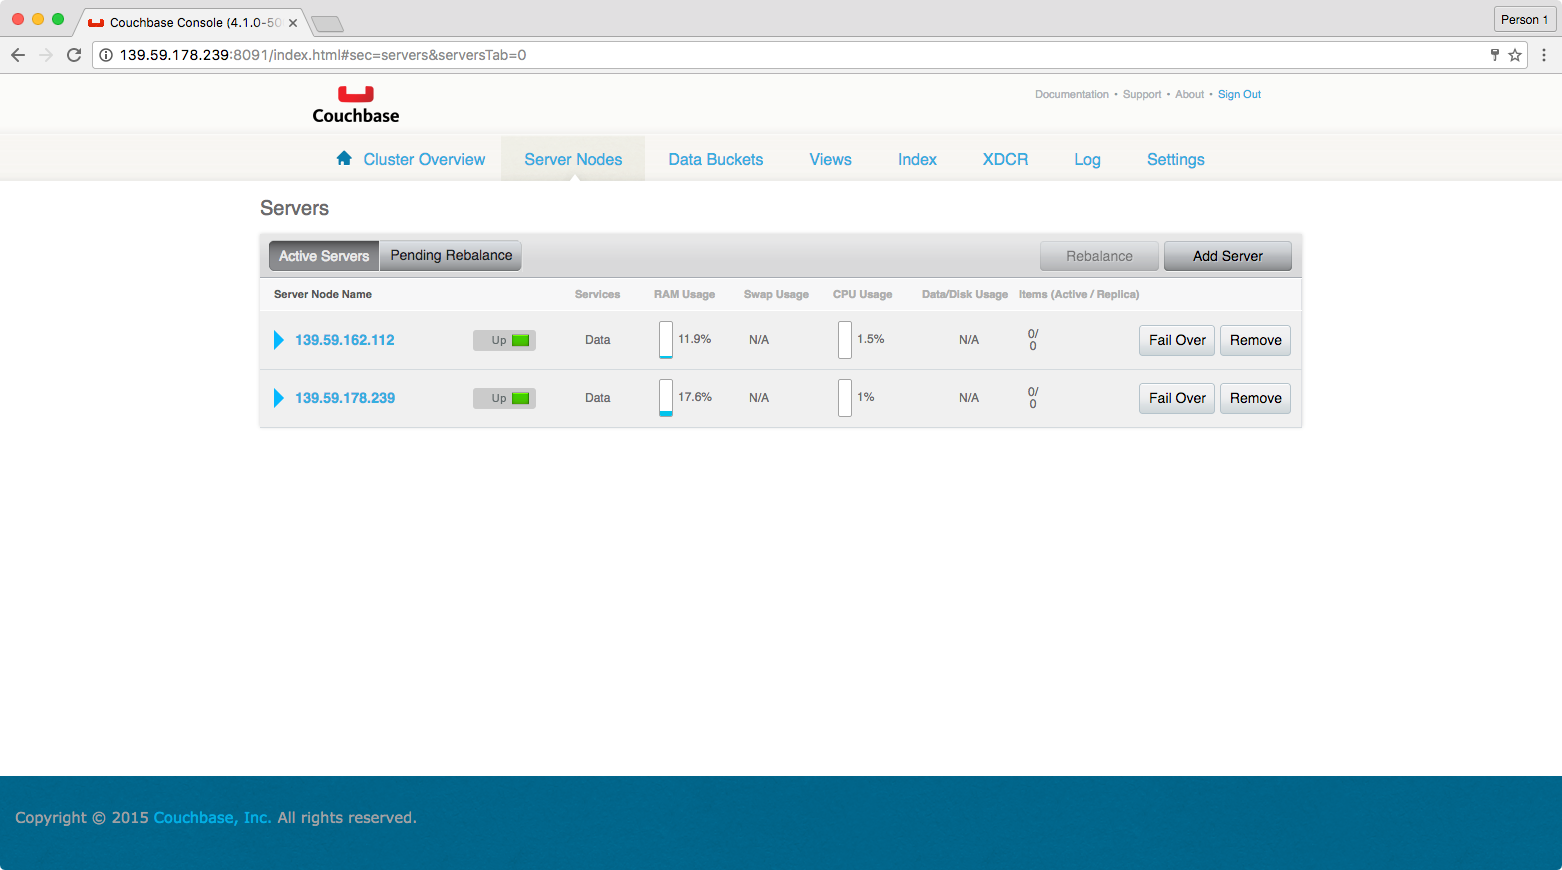 Couchbase Console (4.1.0-50
Person 1
139.59.178.239:8091/index.html#sec=servers&serversTab=0
Couchbase
Documentation • Support • About • Sign Out
Cluster Overview Server Nodes Data Buckets Views Index XDCR Log Settings
Servers
Active Servers Pending Rebalance Rebalance Add Server
Server Node Name Services RAM Usage Swap Usage CPU Usage Data/Disk Usage Items (Active / Replica)
139.59.162.112 Up Data 11.9% N/A 1.5% N/A 0/
0 Fail Over Remove
139.59.178.239 Up Data 17.6% N/A 1% N/A 0/
0 Fail Over Remove
Copyright © 2015 Couchbase, Inc. All rights reserved.